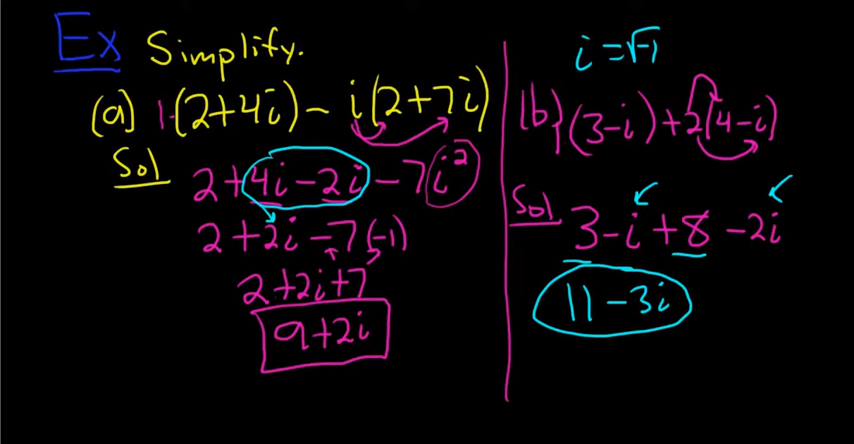 Ex Simplify.
(a) 1·(2+4i) − i(2+7i)
Sol
2+4i−2i−7i²
2+2i−7(−1)
2+2i+7
9+2i
i=√-1
(b) (3−i)+2(4−i)
Sol
3−i+8−2i
11−3i